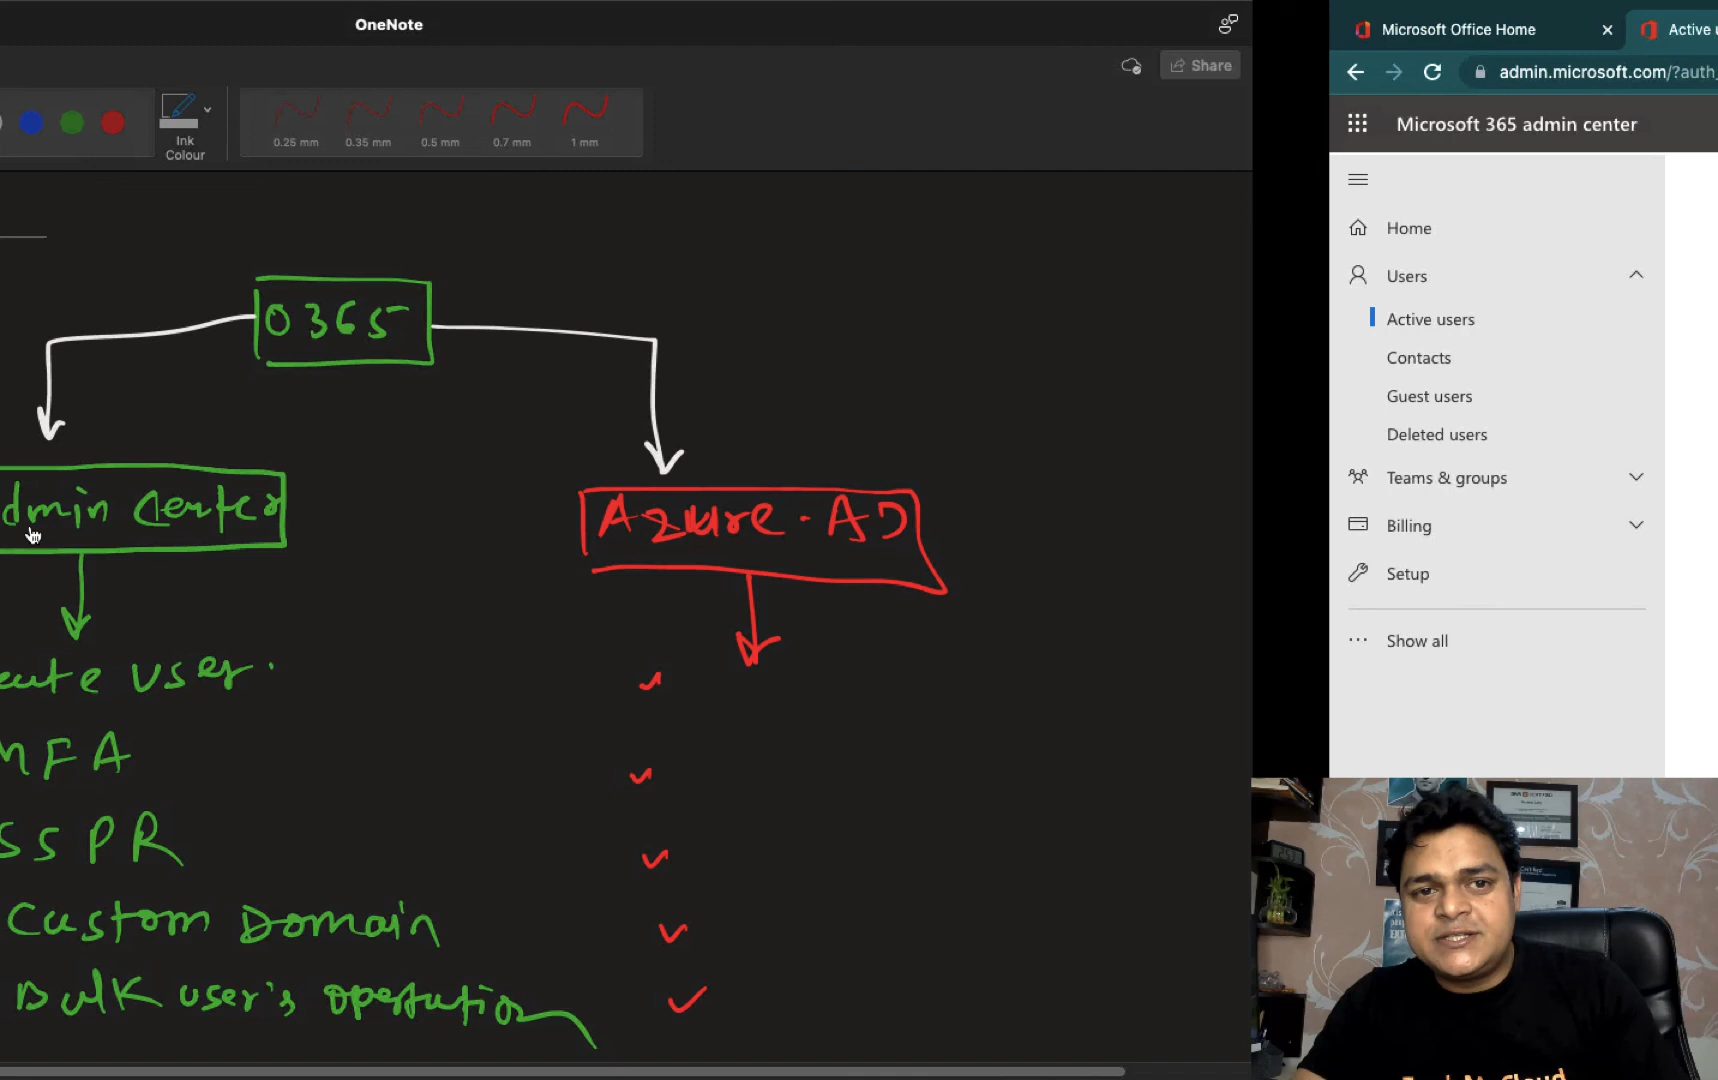 OneNote
Share
Ink
Colour
0.25 mm
0.35 mm
0.5 mm
0.7 mm
1 mm
O365
dmin Center
Azure-AD
eate user.
MFA
SSPR
Custom Domain
Bulk user's operation
Microsoft Office Home
Active u
admin.microsoft.com/?auth_
Microsoft 365 admin center
Home
Users
Active users
Contacts
Guest users
Deleted users
Teams & groups
Billing
Setup
Show all